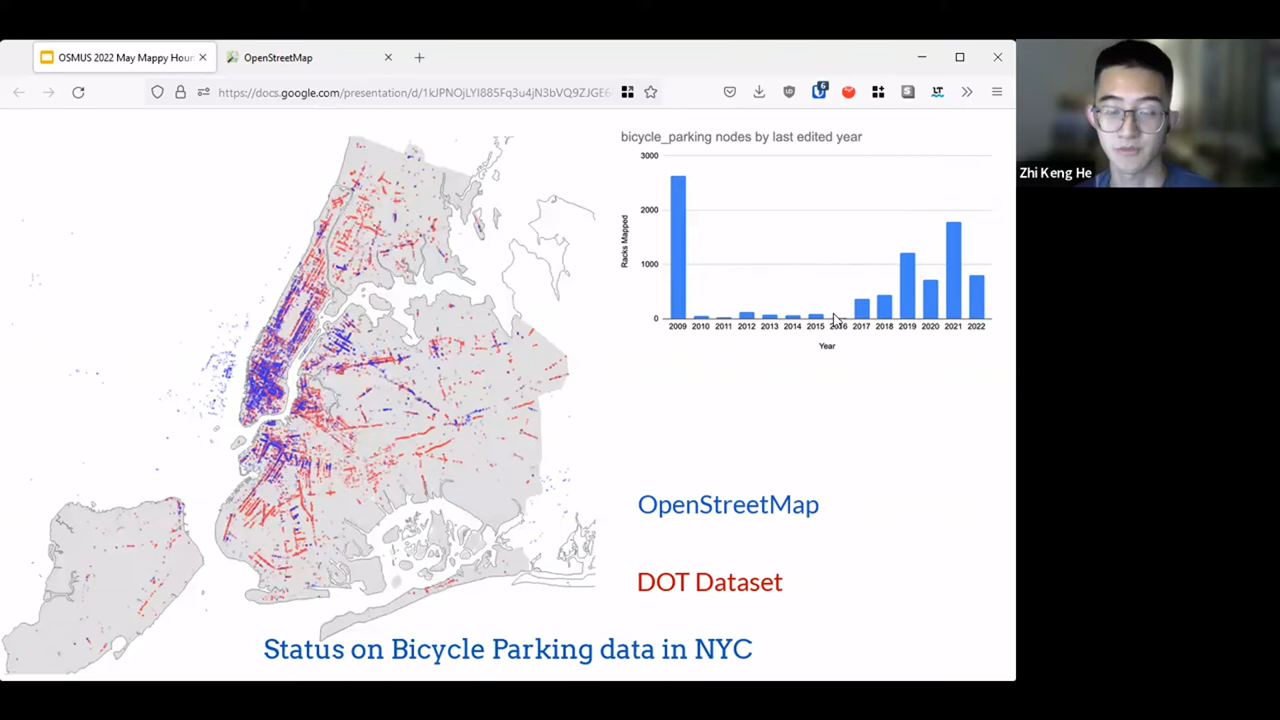 OSMUS 2022 May Mappy Hour
OpenStreetMap
https://docs.google.com/presentation/d/1kJPNOjLYI885Fq3u4jN3bVQ9ZJGE6
6
LT
bicycle_parking nodes by last edited year
3000
2000
1000
0
Racks Mapped
2009 2010 2011 2012 2013 2014 2015 2016 2017 2018 2019 2020 2021 2022
Year
Zhi Keng He
OpenStreetMap
DOT Dataset
Status on Bicycle Parking data in NYC